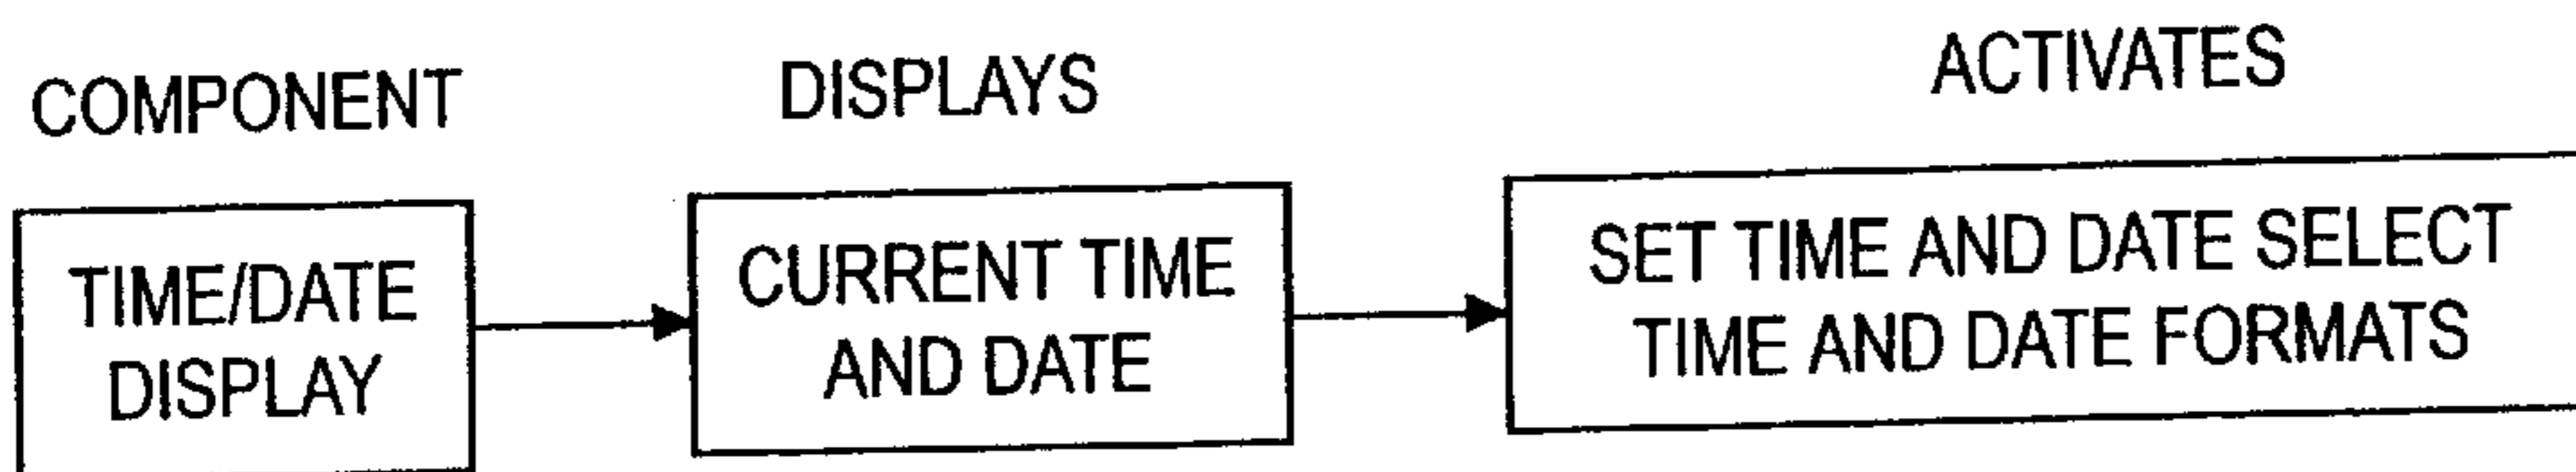 COMPONENT
DISPLAYS
ACTIVATES
TIME/DATE
DISPLAY
CURRENT TIME
AND DATE
SET TIME AND DATE SELECT
TIME AND DATE FORMATS